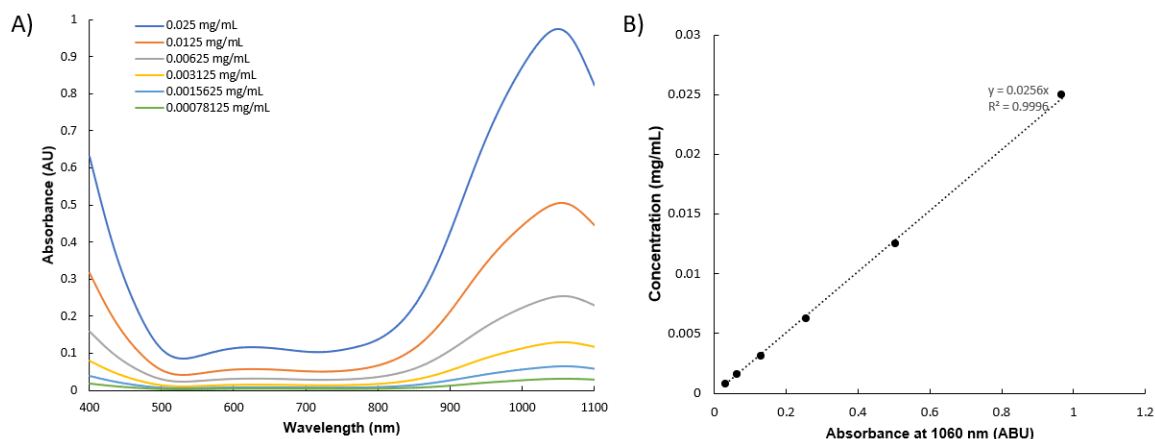 A)
0.025 mg/mL
0.0125 mg/mL
0.00625 mg/mL
0.003125 mg/mL
0.0015625 mg/mL
0.00078125 mg/mL
Absorbance (AU)
1
0.9
0.8
0.7
0.6
0.5
0.4
0.3
0.2
0.1
0
400 500 600 700 800 900 1000 1100
Wavelength (nm)
B)
y = 0.0256x
R² = 0.9996
Concentration (mg/mL)
0.03
0.025
0.02
0.015
0.01
0.005
0
0 0.2 0.4 0.6 0.8 1 1.2
Absorbance at 1060 nm (ABU)